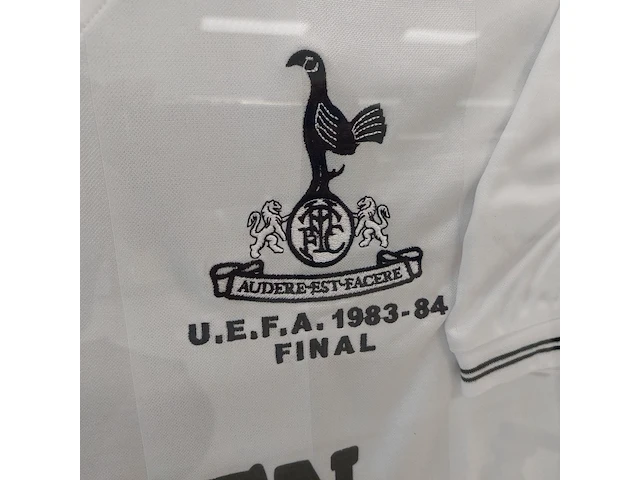 THFC
AUDERE-EST-FACERE
U.E.F.A. 1983-84
FINAL